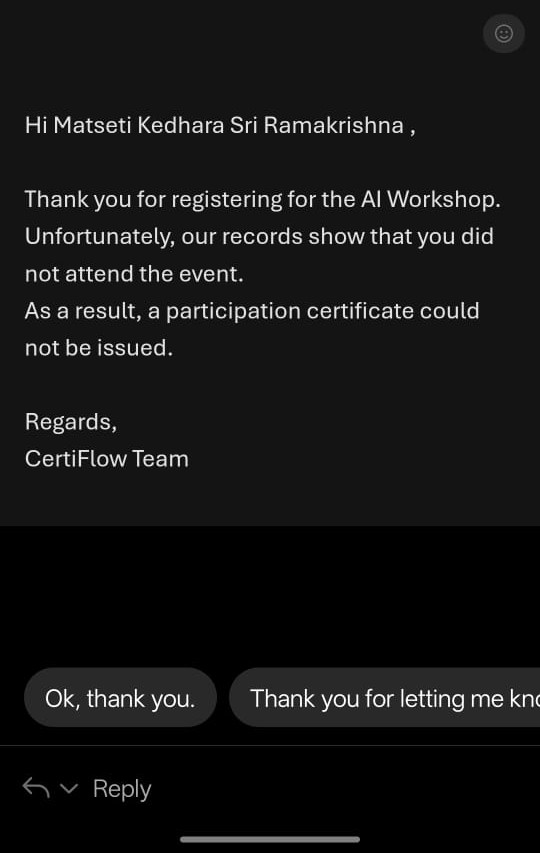 Hi Matseti Kedhara Sri Ramakrishna ,
Thank you for registering for the AI Workshop.
Unfortunately, our records show that you did
not attend the event.
As a result, a participation certificate could
not be issued.
Regards,
CertiFlow Team
Ok, thank you.
Thank you for letting me kno
Reply